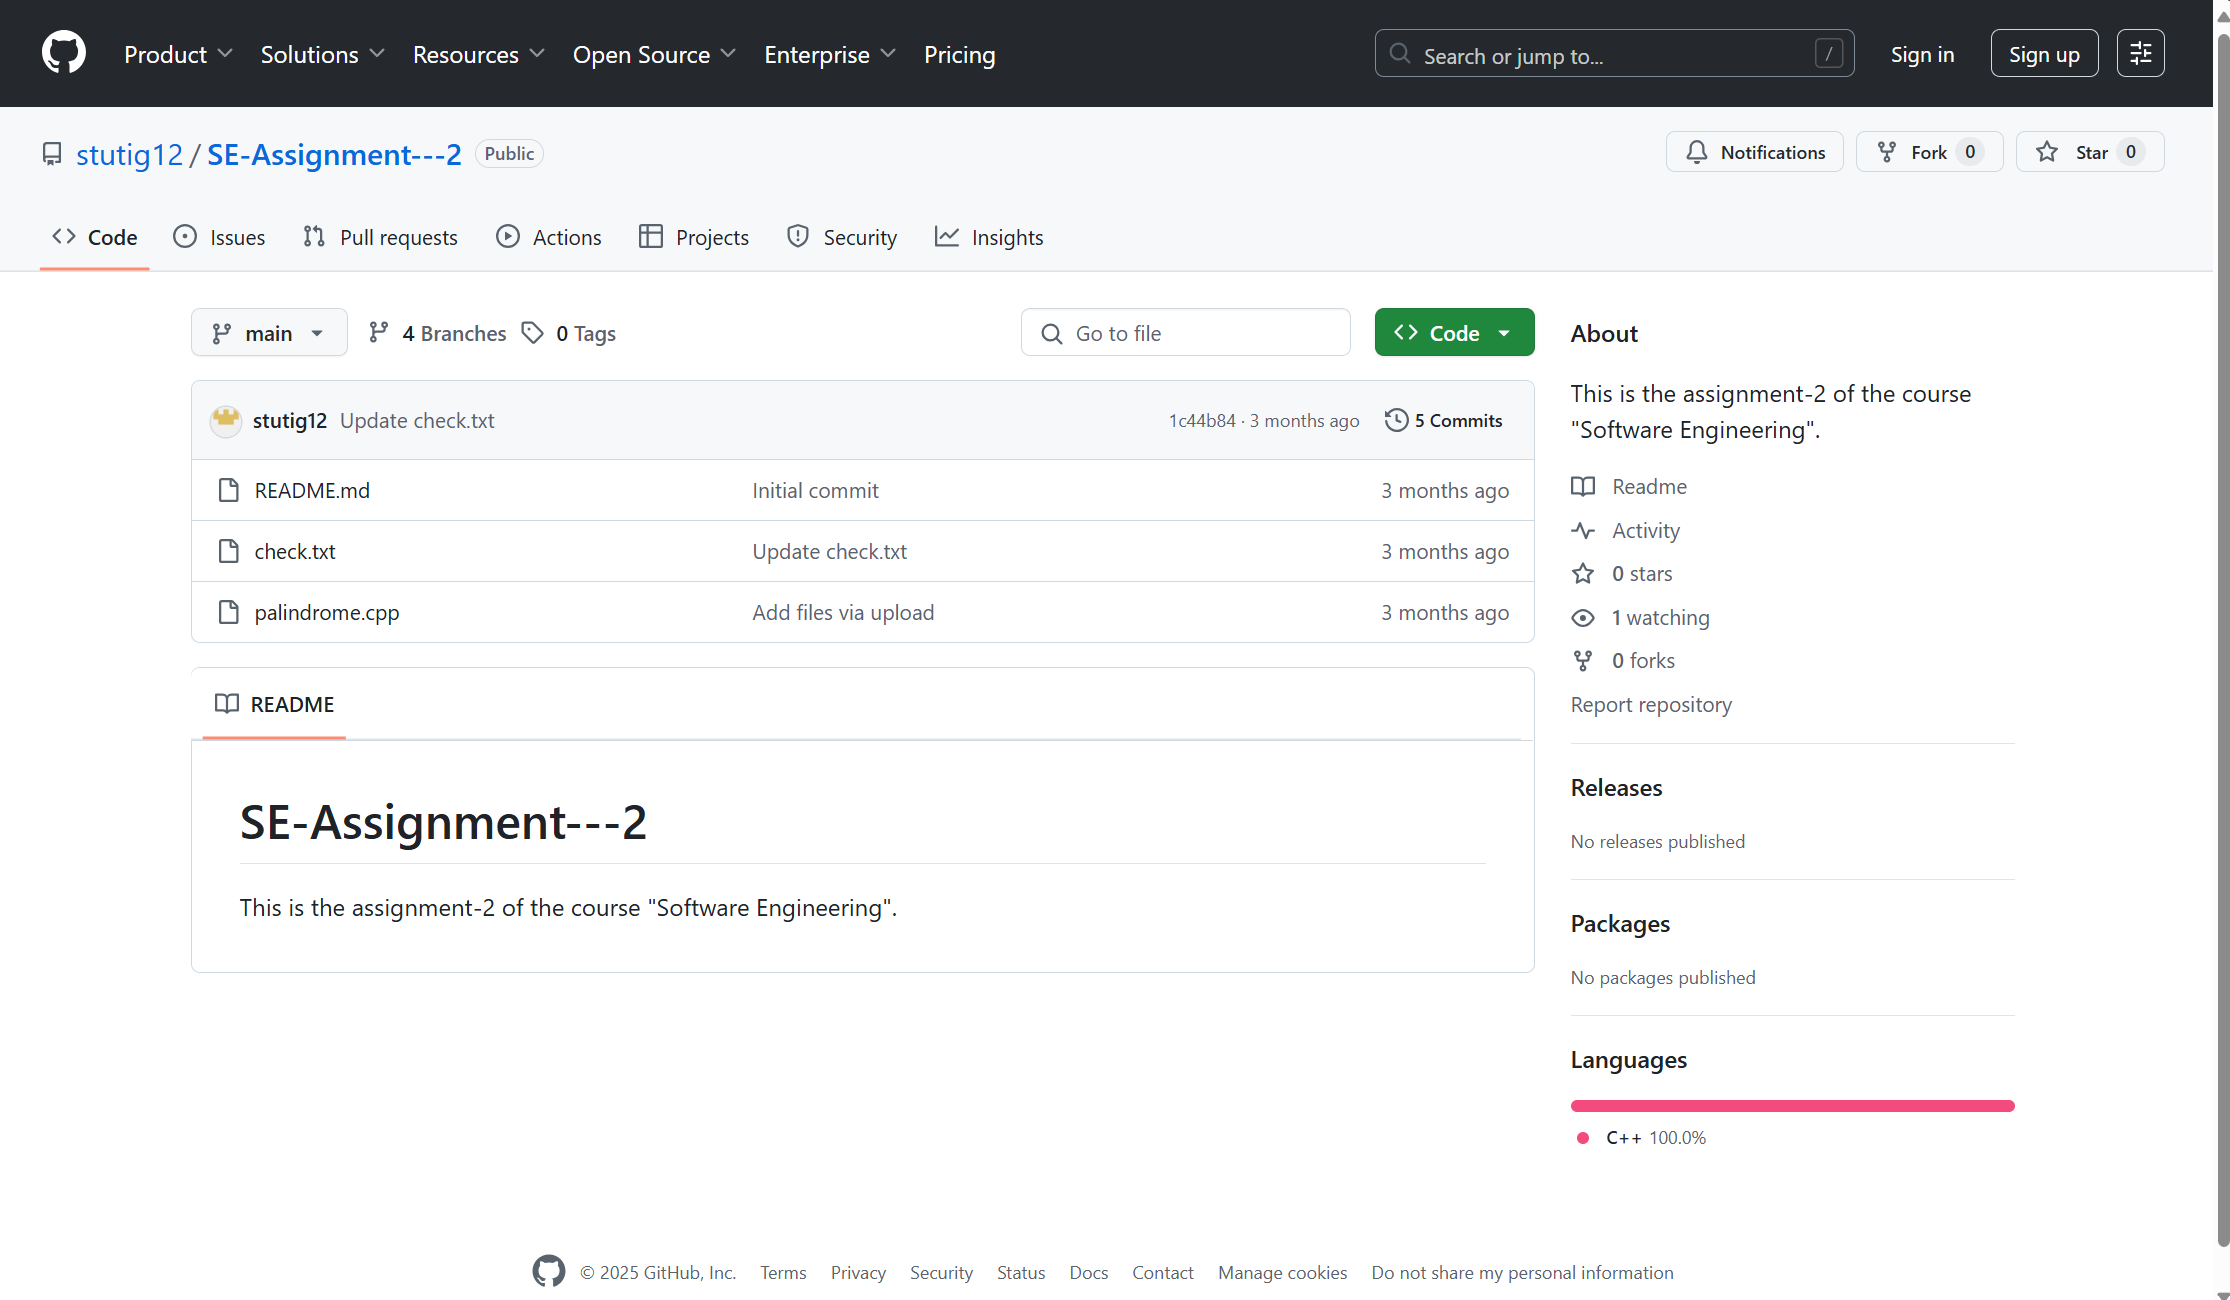 Product Solutions Resources Open Source Enterprise Pricing Search or jump to... / Sign in Sign up
stutig12 / SE-Assignment---2 Public Notifications Fork 0 Star 0
Code Issues Pull requests Actions Projects Security Insights
main 4 Branches 0 Tags Go to file Code
stutig12 Update check.txt 1c44b84 · 3 months ago 5 Commits
README.md Initial commit 3 months ago
check.txt Update check.txt 3 months ago
palindrome.cpp Add files via upload 3 months ago
README
SE-Assignment---2
This is the assignment-2 of the course "Software Engineering".
About
This is the assignment-2 of the course
"Software Engineering".
Readme
Activity
0 stars
1 watching
0 forks
Report repository
Releases
No releases published
Packages
No packages published
Languages
C++ 100.0%
© 2025 GitHub, Inc. Terms Privacy Security Status Docs Contact Manage cookies Do not share my personal information